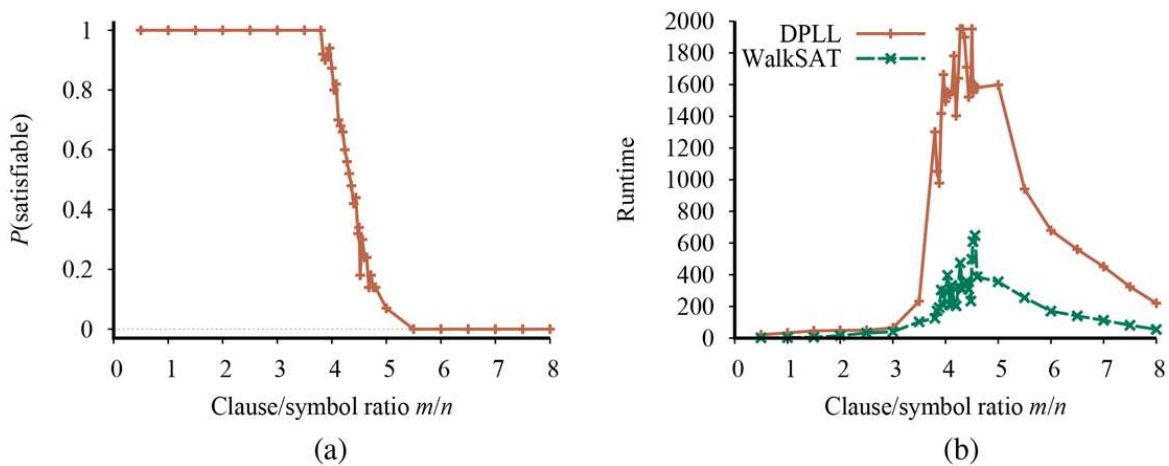 1
0.8
0.6
0.4
0.2
0
P(satisfiable)
0 1 2 3 4 5 6 7 8
Clause/symbol ratio m/n
(a)
2000
1800
1600
1400
1200
1000
800
600
400
200
0
Runtime
DPLL
WalkSAT
0 1 2 3 4 5 6 7 8
Clause/symbol ratio m/n
(b)